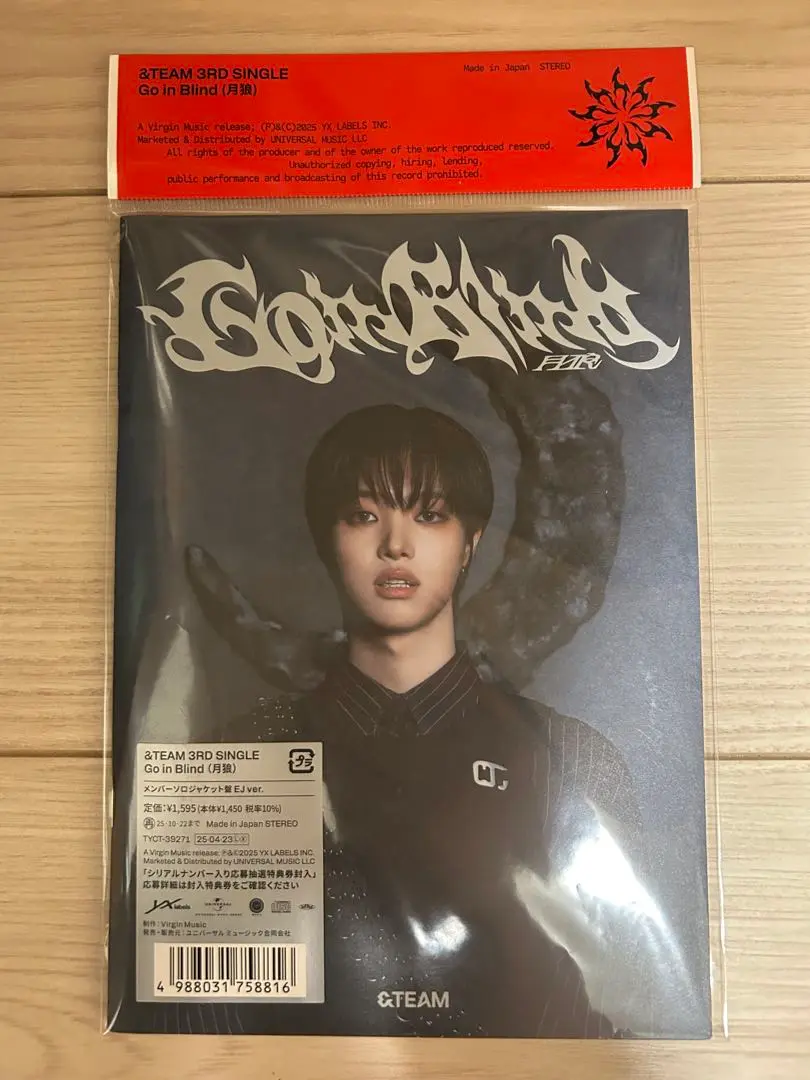 &TEAM 3RD SINGLE
Go in Blind (月狼)
Made in Japan STEREO
A Virgin Music release; (P)&(C)2025 YX LABELS INC.
Marketed & Distributed by UNIVERSAL MUSIC LLC
All rights of the producer and of the owner of the work reproduced reserved.
Unauthorized copying, hiring, lending,
public performance and broadcasting of this record prohibited.
Go in Blind
月狼
&TEAM 3RD SINGLE
Go in Blind (月狼)
プラ
メンバーソロジャケット盤 EJ ver.
定価:¥1,595 (本体¥1,450 税率10%)
再 25・10・22まで Made in Japan STEREO
TYCT-39271 25・04・23
A Virgin Music release; ℗&©2025 YX LABELS INC.
Marketed & Distributed by UNIVERSAL MUSIC LLC
「シリアルナンバー入り応募抽選特典券封入」
応募詳細は封入特典券をご確認ください
YX labels UNIVERSAL
制作:Virgin Music
発売・販売元:ユニバーサル ミュージック合同会社
4 988031 758816
&TEAM